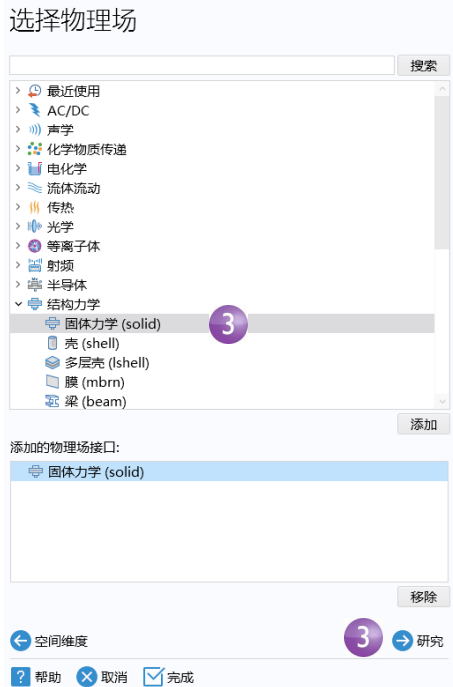 选择物理场
搜索
最近使用
AC/DC
声学
化学物质传递
电化学
流体流动
传热
光学
等离子体
射频
半导体
结构力学
固体力学 (solid) 3
壳 (shell)
多层壳 (lshell)
膜 (mbrn)
梁 (beam)
添加
添加的物理场接口:
固体力学 (solid)
移除
空间维度 3 研究
? 帮助 取消 完成